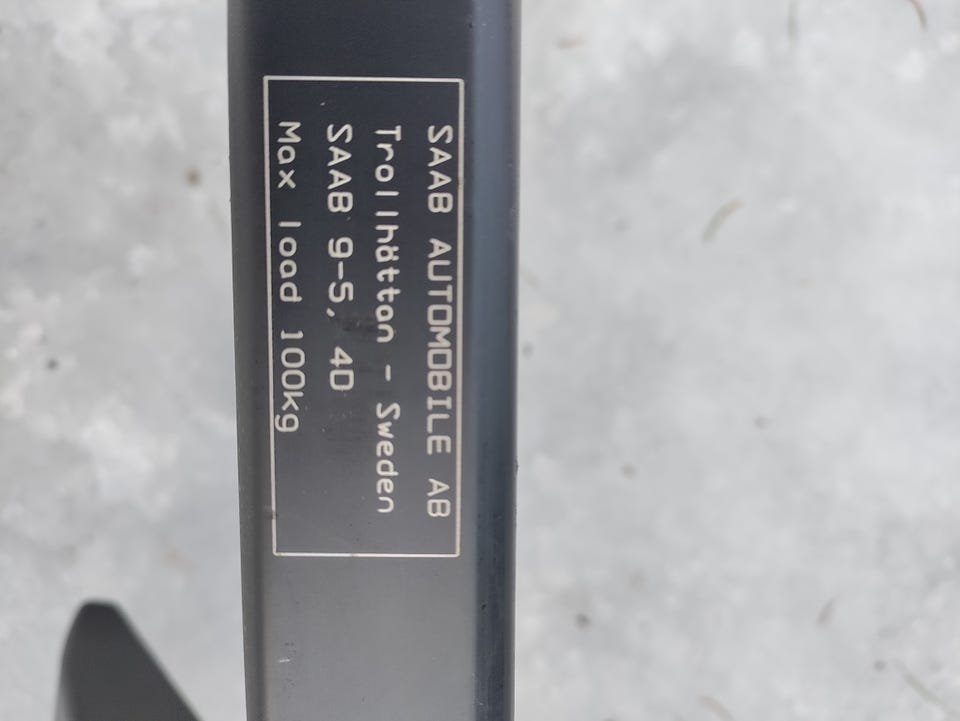 SAAB AUTOMOBILE AB
Trollhättan - Sweden
SAAB 9-5, 4D
Max load 100kg